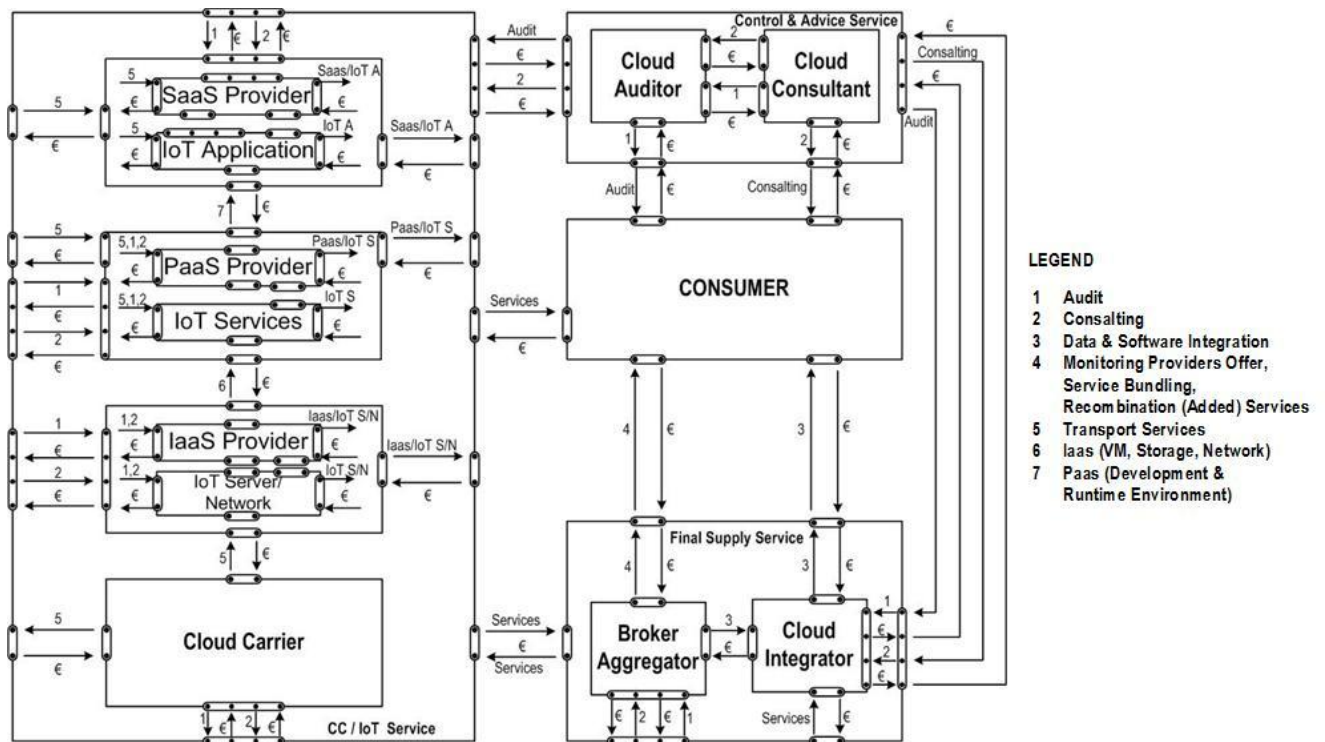 1 € 2 €
5 Saas/IoT A
SaaS Provider
€ €
5 IoT A
IoT Application
€ €
5
€
Saas/IoT A
€
7 €
5
€
1
€
2
€
5,1,2 Paas/IoT S
PaaS Provider
€ €
5,1,2 IoT S
IoT Services
€ €
Paas/IoT S
€
6 €
1
€
2
€
1,2 Iaas/IoT S/N
IaaS Provider
€ €
1,2 IoT S/N
IoT Server/
Network
€ €
Iaas/IoT S/N
€
5 €
Cloud Carrier
5
€
1 € 2 €
CC / IoT Service
Audit
€
2
€
Control & Advice Service
Cloud
Auditor
2
€
1
€
Cloud
Consultant
1 € 2 €
Audit € Consalting €
€
Consalting
€
Audit
CONSUMER
Services
€
4 € 3 €
Final Supply Service
4 € 3 €
Services
€
Services
Broker
Aggregator
3
€
Cloud
Integrator
1
€
2
€
€ 2 € 1
Services €
LEGEND
1 Audit
2 Consalting
3 Data & Software Integration
4 Monitoring Providers Offer,
Service Bundling,
Recombination (Added) Services
5 Transport Services
6 Iaas (VM, Storage, Network)
7 Paas (Development &
Runtime Environment)